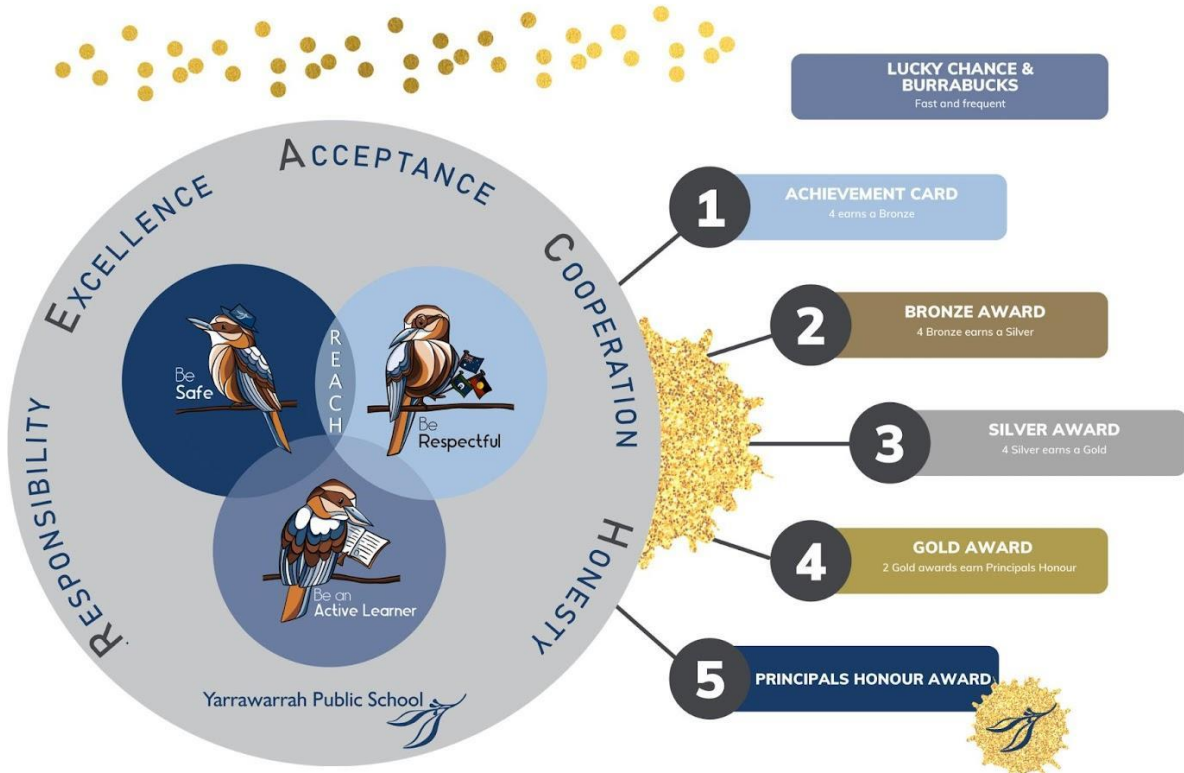 LUCKY CHANCE &
BURRABUCKS
Fast and frequent
RESPONSIBILITY
EXCELLENCE
ACCEPTANCE
COOPERATION
HONESTY
1
ACHIEVEMENT CARD
4 earns a Bronze
2
BRONZE AWARD
4 Bronze earns a Silver
3
SILVER AWARD
4 Silver earns a Gold
4
GOLD AWARD
2 Gold awards earn Principals Honour
5
PRINCIPALS HONOUR AWARD
Be
Safe
REACH
Be
Respectful
Be an
Active Learner
Yarrawarrah Public School